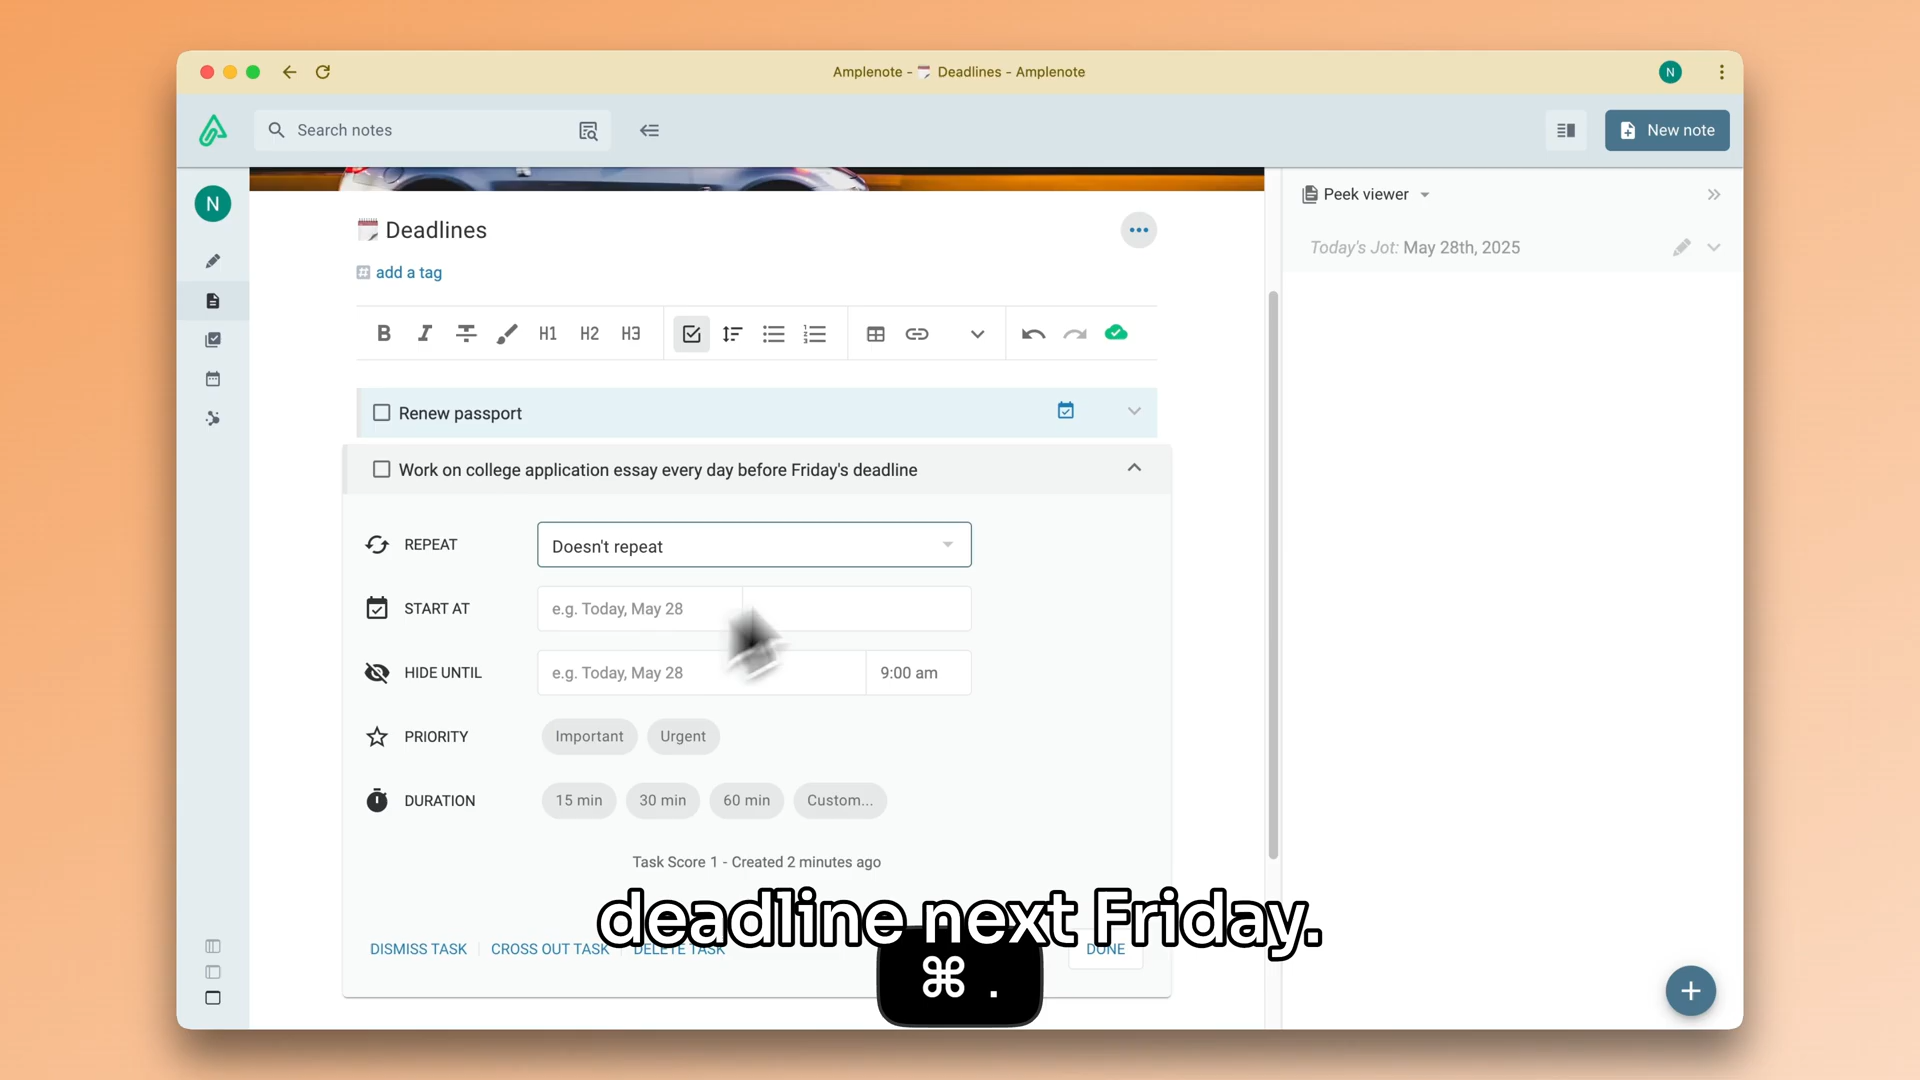 Amplenote - 🗓️ Deadlines - Amplenote
N
Search notes
New note
N
Deadlines
add a tag
B I H1 H2 H3
Renew passport
Work on college application essay every day before Friday's deadline
REPEAT Doesn't repeat
START AT e.g. Today, May 28
HIDE UNTIL e.g. Today, May 28 9:00 am
PRIORITY Important Urgent
DURATION 15 min 30 min 60 min Custom...
Task Score 1 - Created 2 minutes ago
deadline next Friday.
DISMISS TASK CROSS OUT TASK DELETE TASK DONE
⌘ .
Peek viewer
Today's Jot: May 28th, 2025